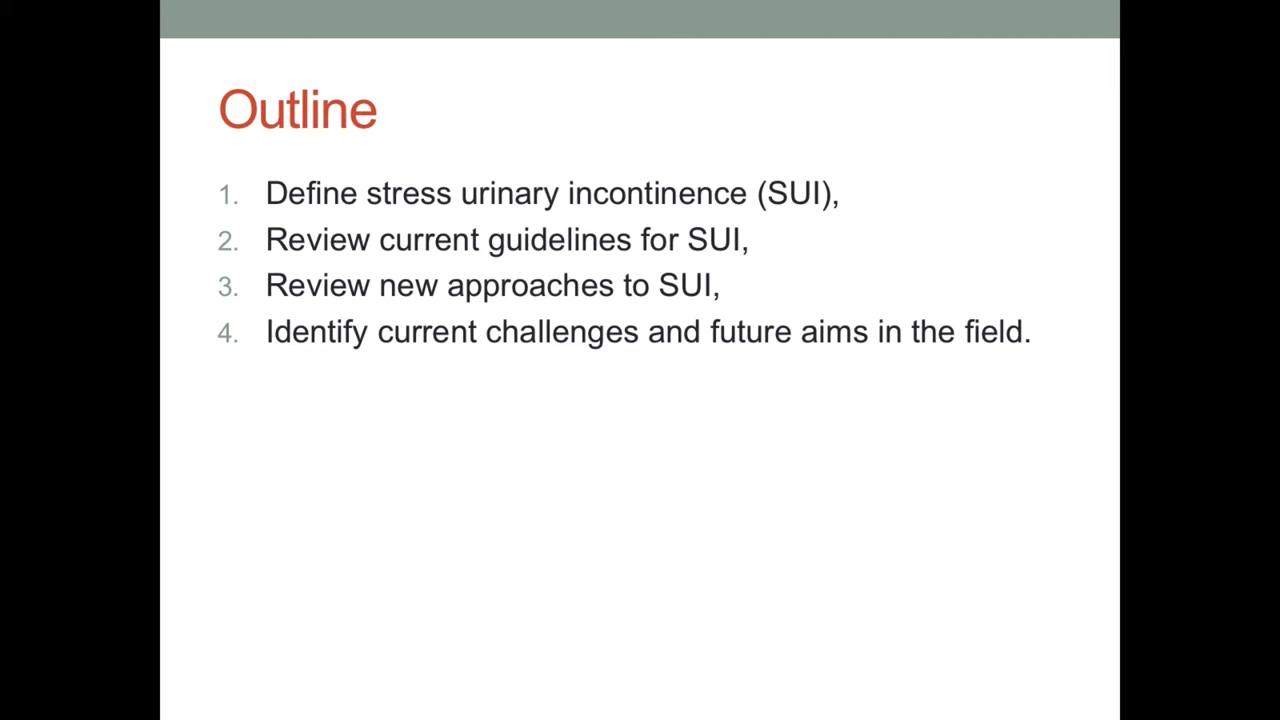 Outline
1. Define stress urinary incontinence (SUI),
2. Review current guidelines for SUI,
3. Review new approaches to SUI,
4. Identify current challenges and future aims in the field.